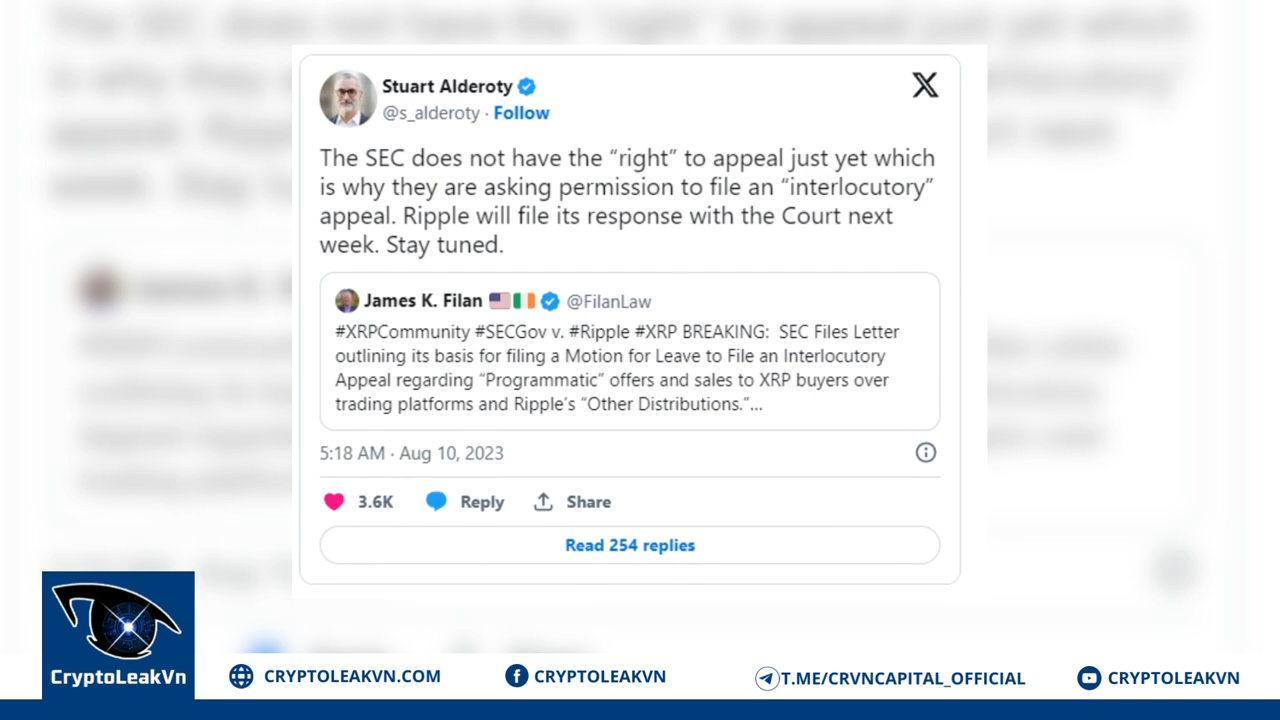 Stuart Alderoty
@s_alderoty · Follow
The SEC does not have the “right” to appeal just yet which
is why they are asking permission to file an “interlocutory”
appeal. Ripple will file its response with the Court next
week. Stay tuned.
James K. Filan 🇺🇸🇮🇪 @FilanLaw
#XRPCommunity #SECGov v. #Ripple #XRP BREAKING: SEC Files Letter
outlining its basis for filing a Motion for Leave to File an Interlocutory
Appeal regarding “Programmatic” offers and sales to XRP buyers over
trading platforms and Ripple’s “Other Distributions.”...
5:18 AM · Aug 10, 2023
3.6K Reply Share
Read 254 replies
CryptoLeakVn
CRYPTOLEAKVN.COM CRYPTOLEAKVN T.ME/CRVNCAPITAL_OFFICIAL CRYPTOLEAKVN